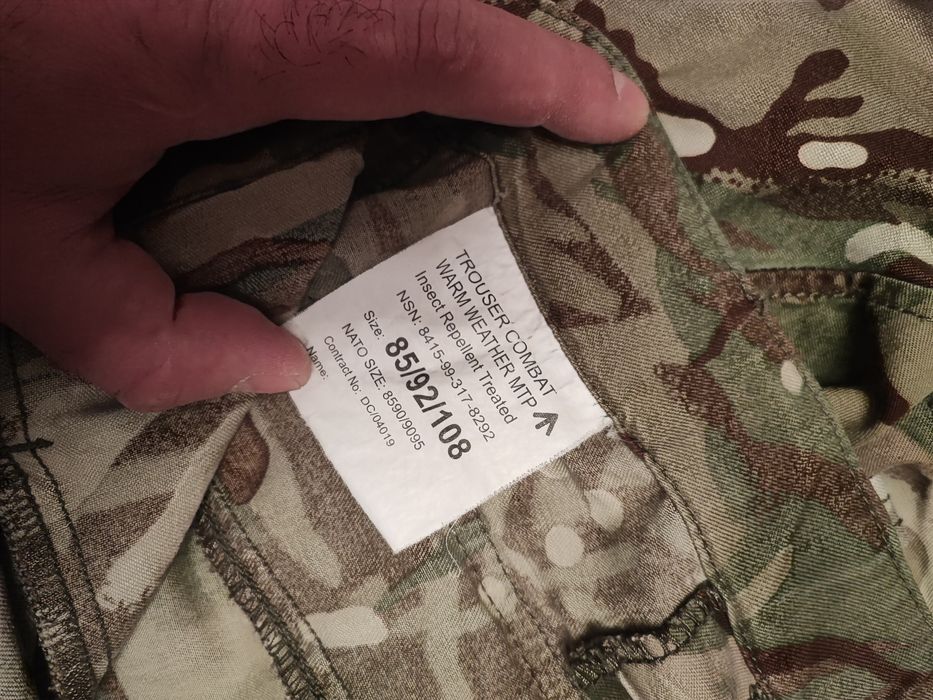 TROUSER COMBAT
WARM WEATHER MTP
Insect Repellent Treated
NSN: 8415-99-317-8292
Size: 85/92/108
NATO SIZE: 8590/9095
Contract No: DC/04019
Name: